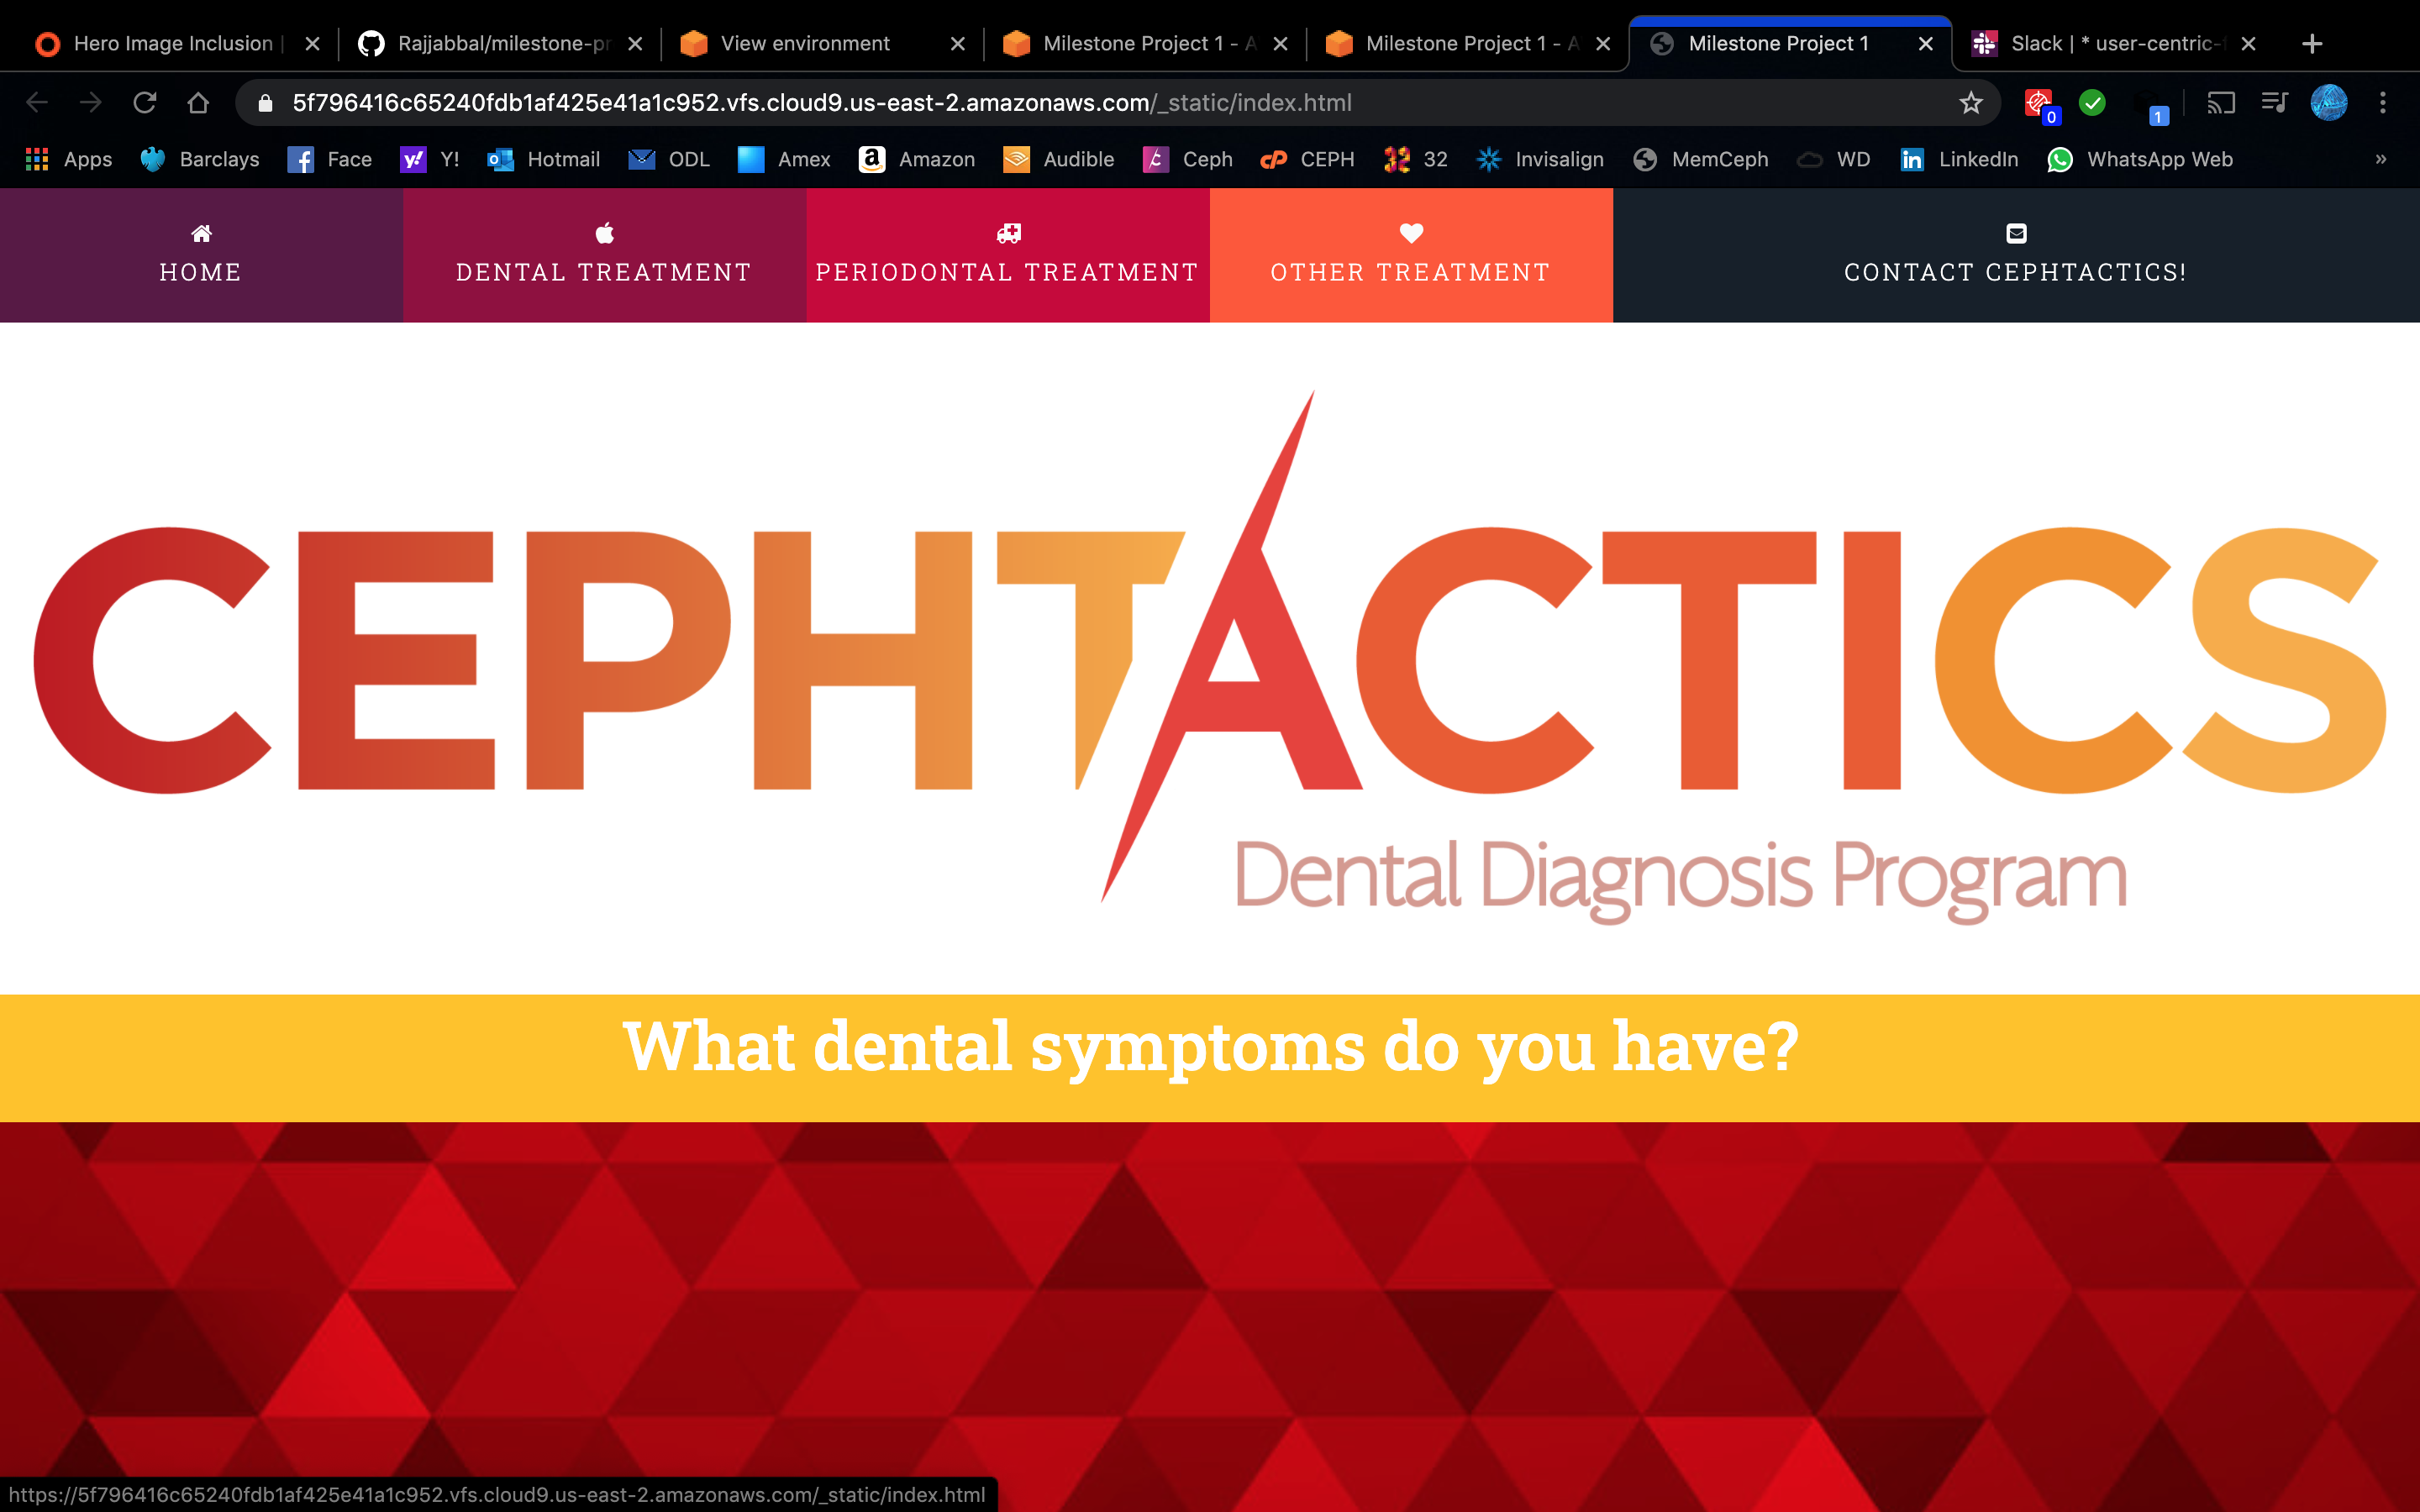 Hero Image Inclusion |
Rajjabbal/milestone-pr
View environment
Milestone Project 1 - A
Milestone Project 1 - A
Milestone Project 1
Slack | * user-centric-f
5f796416c65240fdb1af425e41a1c952.vfs.cloud9.us-east-2.amazonaws.com/_static/index.html
0
1
Apps
Barclays
Face
Y!
Hotmail
ODL
Amex
Amazon
Audible
Ceph
CEPH
32
Invisalign
MemCeph
WD
LinkedIn
WhatsApp Web
»
HOME
DENTAL TREATMENT
PERIODONTAL TREATMENT
OTHER TREATMENT
CONTACT CEPHTACTICS!
CEPHTACTICS
Dental Diagnosis Program
What dental symptoms do you have?
https://5f796416c65240fdb1af425e41a1c952.vfs.cloud9.us-east-2.amazonaws.com/_static/index.html